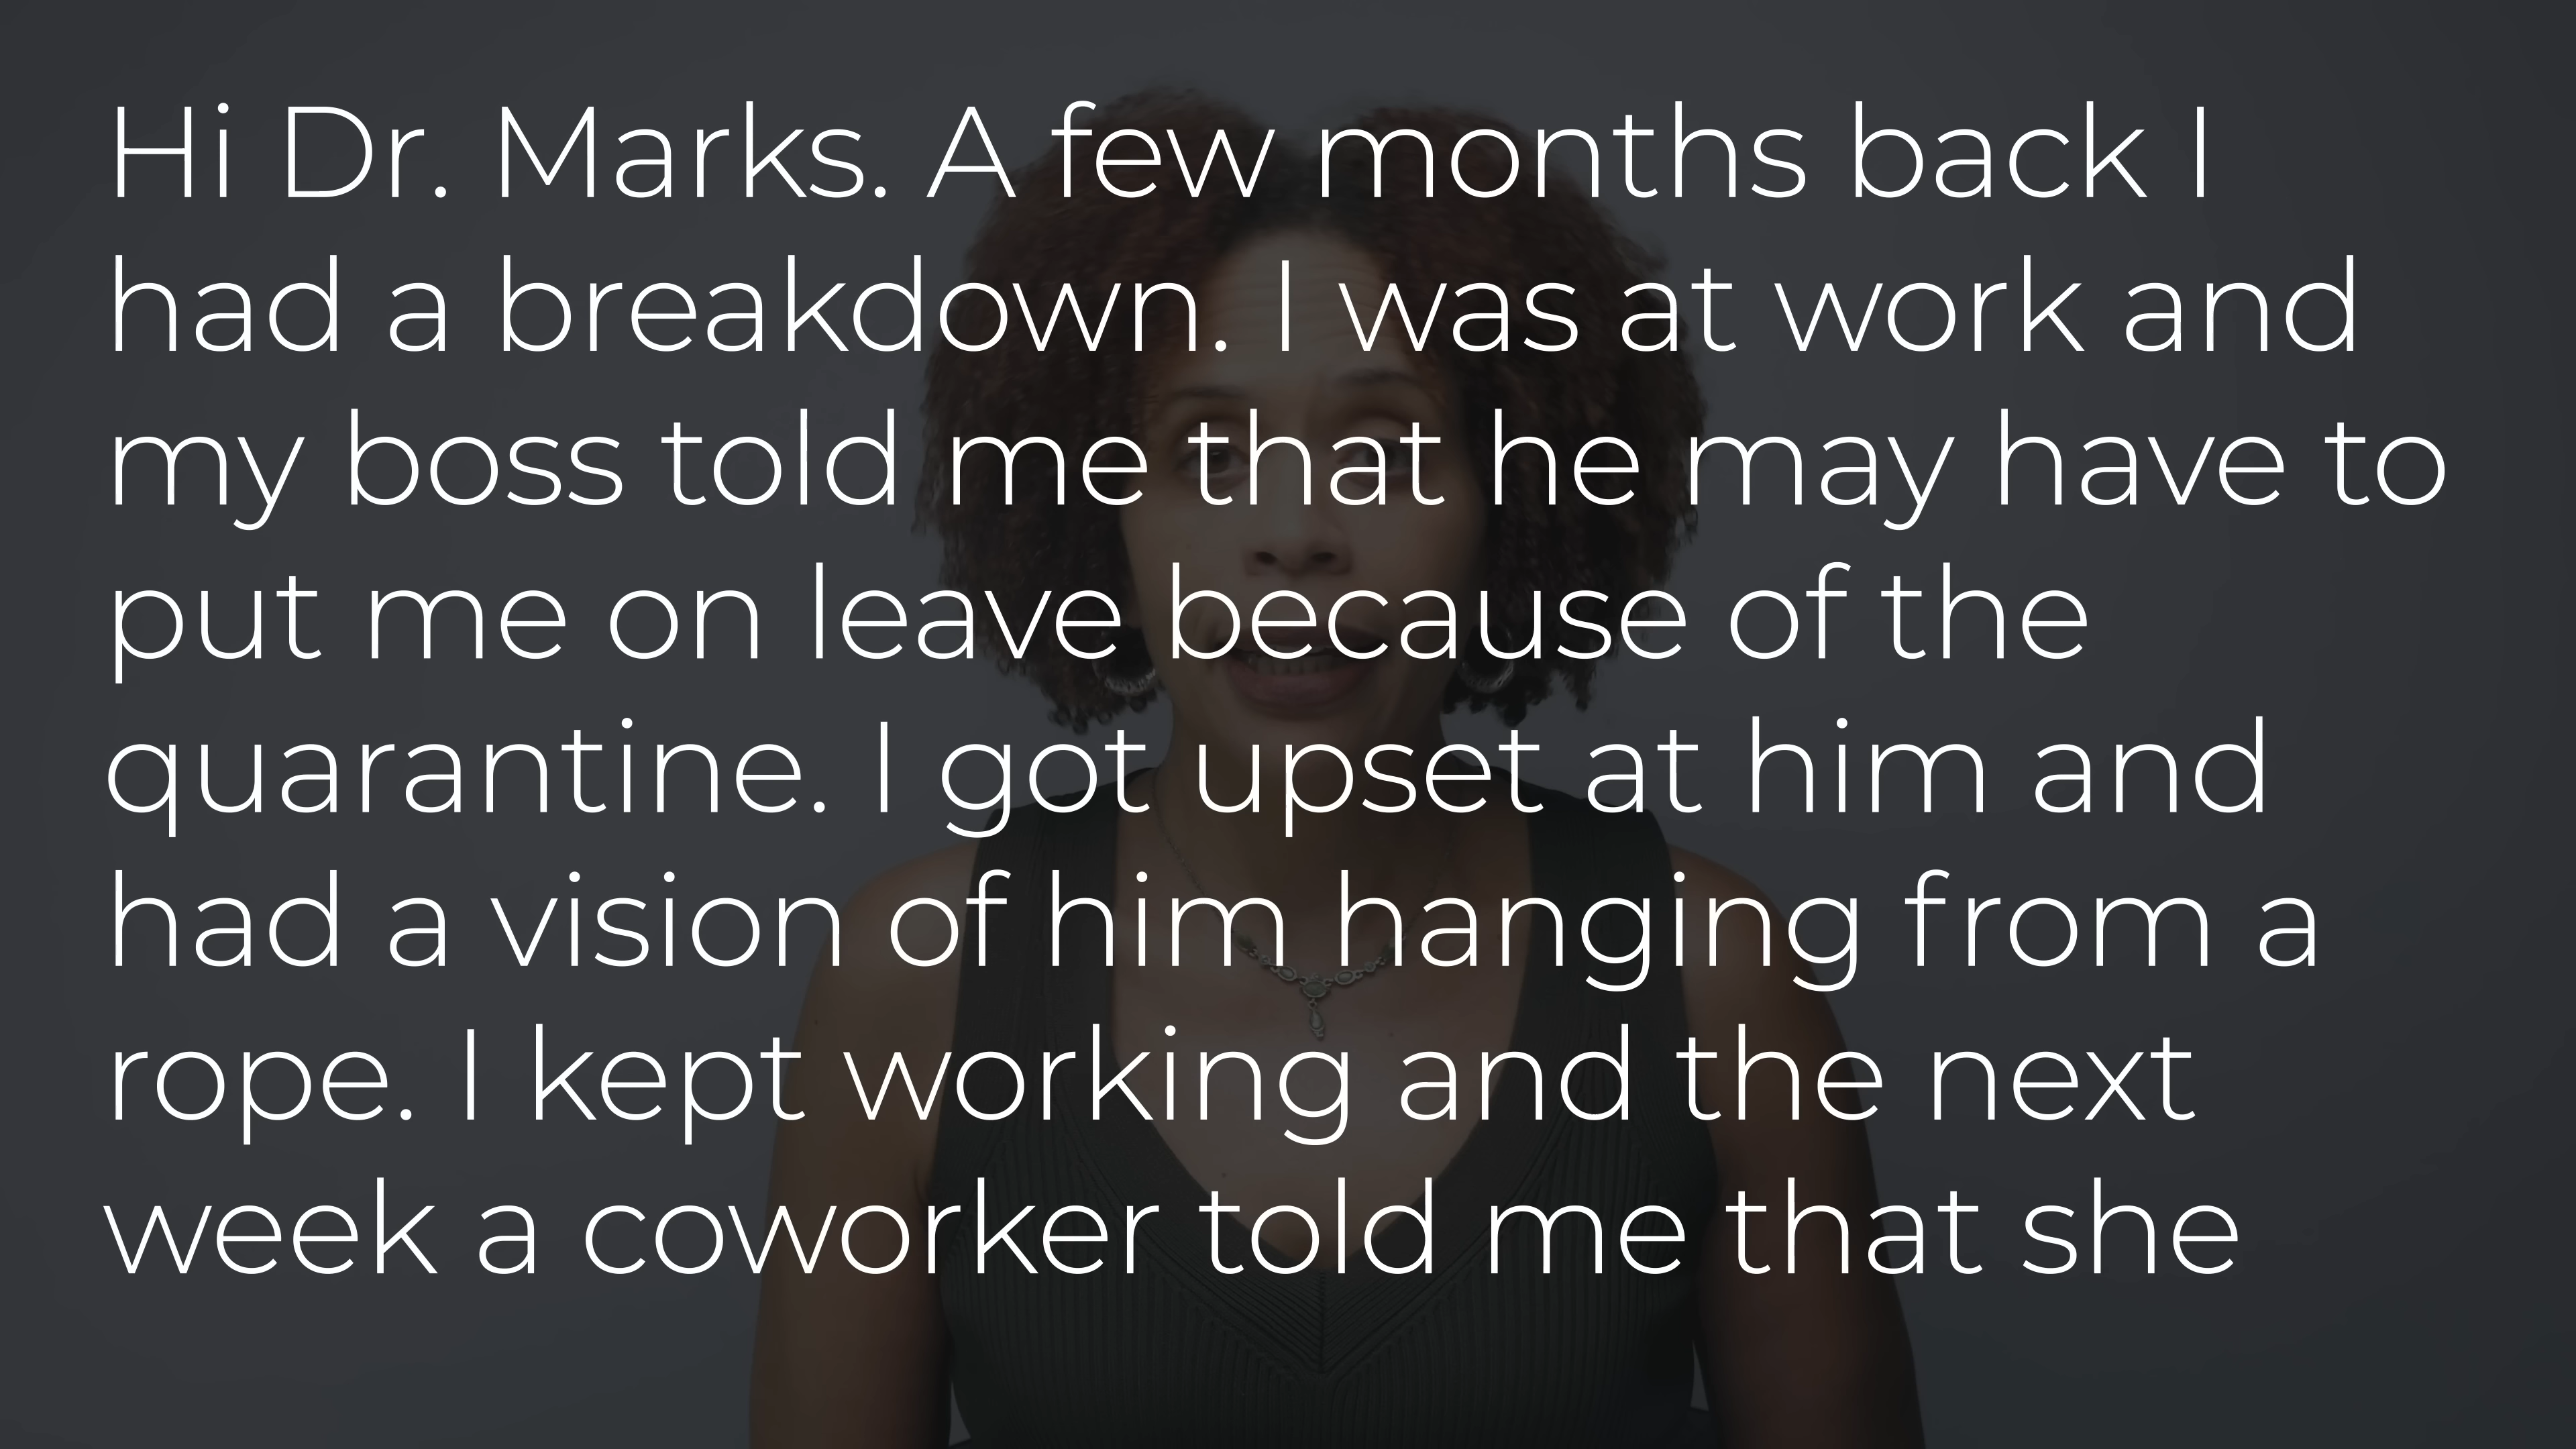 Hi Dr. Marks. A few months back I
had a breakdown. I was at work and
my boss told me that he may have to
put me on leave because of the
quarantine. I got upset at him and
had a vision of him hanging from a
rope. I kept working and the next
week a coworker told me that she